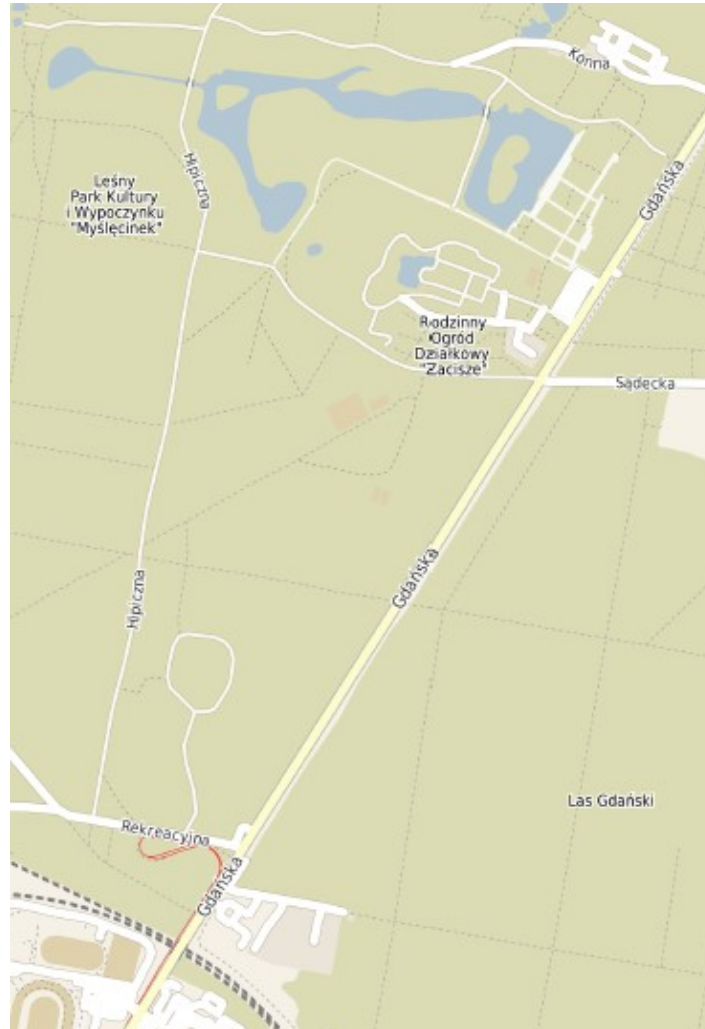 Konna
Hipiczna
Gdańska
Leśny
Park Kultury
i Wypoczynku
"Myślęcinek"
Rodzinny
Ogród
Działkowy
"Zacisze"
Sądecka
Gdańska
Hipiczna
Las Gdański
Rekreacyjna
Gdańska